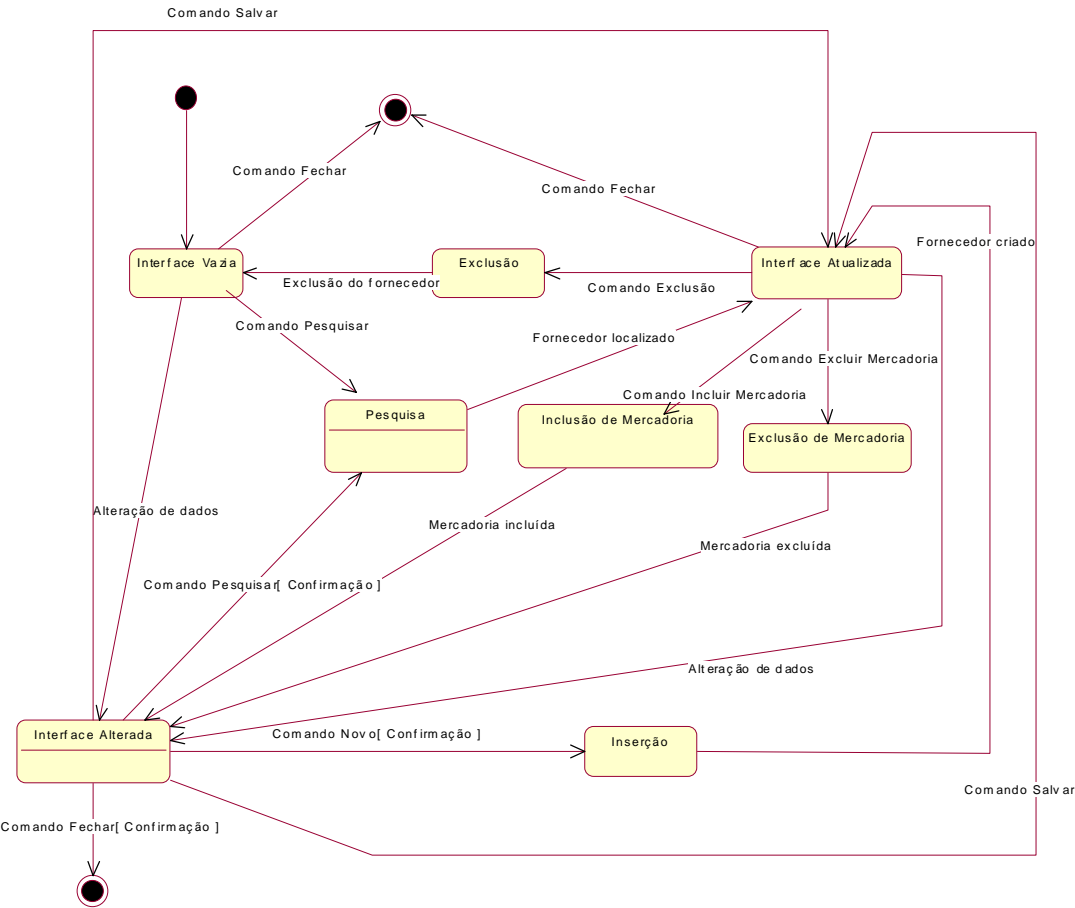 Comando Salvar
Comando Fechar
Comando Fechar
Fornecedor criado
Interface Vazia
Exclusão
Interface Atualizada
Exclusão do fornecedor
Comando Exclusão
Comando Pesquisar
Fornecedor localizado
Comando Excluir Mercadoria
Comando Incluir Mercadoria
Pesquisa
Inclusão de Mercadoria
Exclusão de Mercadoria
Alteração de dados
Mercadoria incluída
Mercadoria excluída
Comando Pesquisar[ Confirmação ]
Alteração de dados
Interface Alterada
Comando Novo[ Confirmação ]
Inserção
Comando Salvar
Comando Fechar[ Confirmação ]